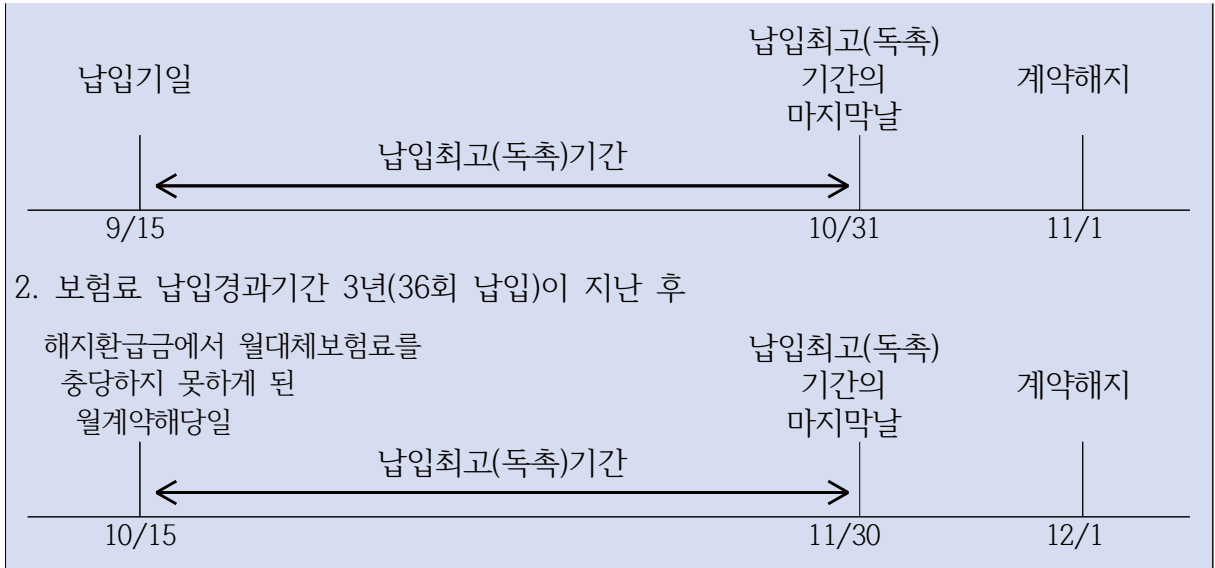 납입기일
납입최고(독촉)
기간의
마지막날
계약해지
납입최고(독촉)기간
9/15
10/31
11/1
2. 보험료 납입경과기간 3년(36회 납입)이 지난 후
해지환급금에서 월대체보험료를
충당하지 못하게 된
월계약해당일
납입최고(독촉)
기간의
마지막날
계약해지
납입최고(독촉)기간
10/15
11/30
12/1